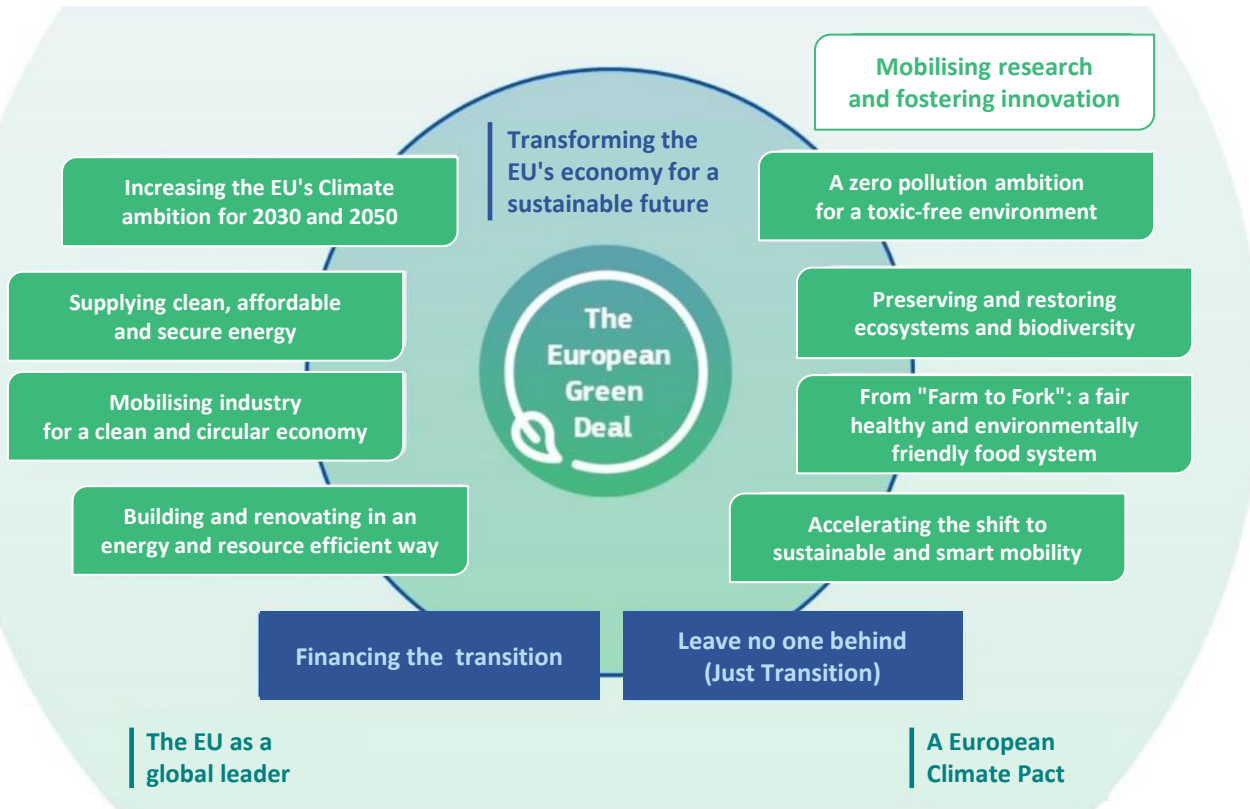 Mobilising research
and fostering innovation
Transforming the
EU's economy for a
sustainable future
Increasing the EU's Climate
ambition for 2030 and 2050
A zero pollution ambition
for a toxic-free environment
Supplying clean, affordable
and secure energy
Preserving and restoring
ecosystems and biodiversity
The
European
Green
Deal
Mobilising industry
for a clean and circular economy
From "Farm to Fork": a fair
healthy and environmentally
friendly food system
Building and renovating in an
energy and resource efficient way
Accelerating the shift to
sustainable and smart mobility
Financing the transition
Leave no one behind
(Just Transition)
The EU as a
global leader
A European
Climate Pact